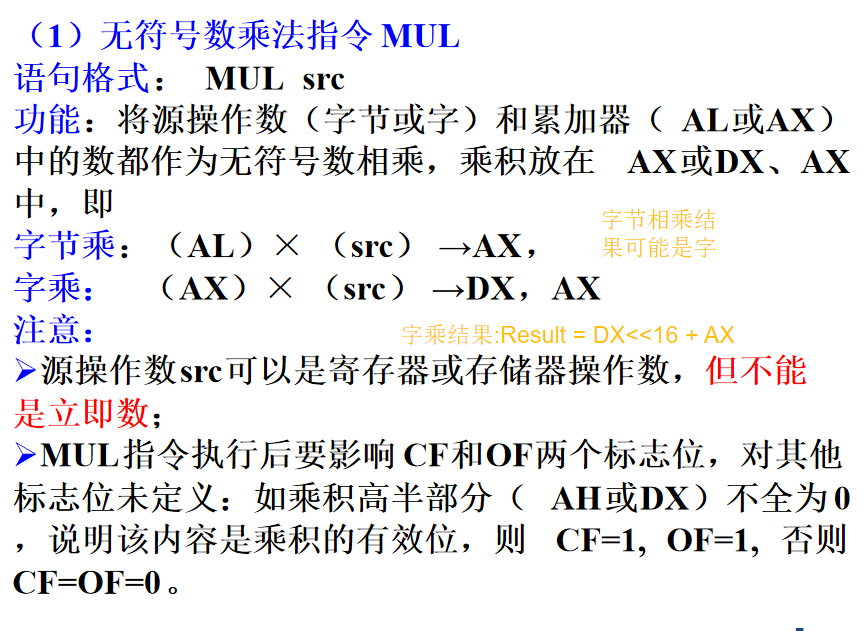 （1）无符号数乘法指令 MUL
语句格式： MUL src
功能：将源操作数（字节或字）和累加器（ AL或AX）
中的数都作为无符号数相乘，乘积放在 AX或DX、AX
中，即
字节相乘结
果可能是字
字节乘：（AL）× （src） →AX，
字乘： （AX）× （src） →DX，AX
注意：
字乘结果:Result = DX<<16 + AX
➢源操作数src可以是寄存器或存储器操作数，但不能
是立即数；
➢MUL指令执行后要影响 CF和OF两个标志位，对其他
标志位未定义：如乘积高半部分（ AH或DX）不全为0
，说明该内容是乘积的有效位，则 CF=1, OF=1, 否则
CF=OF=0。